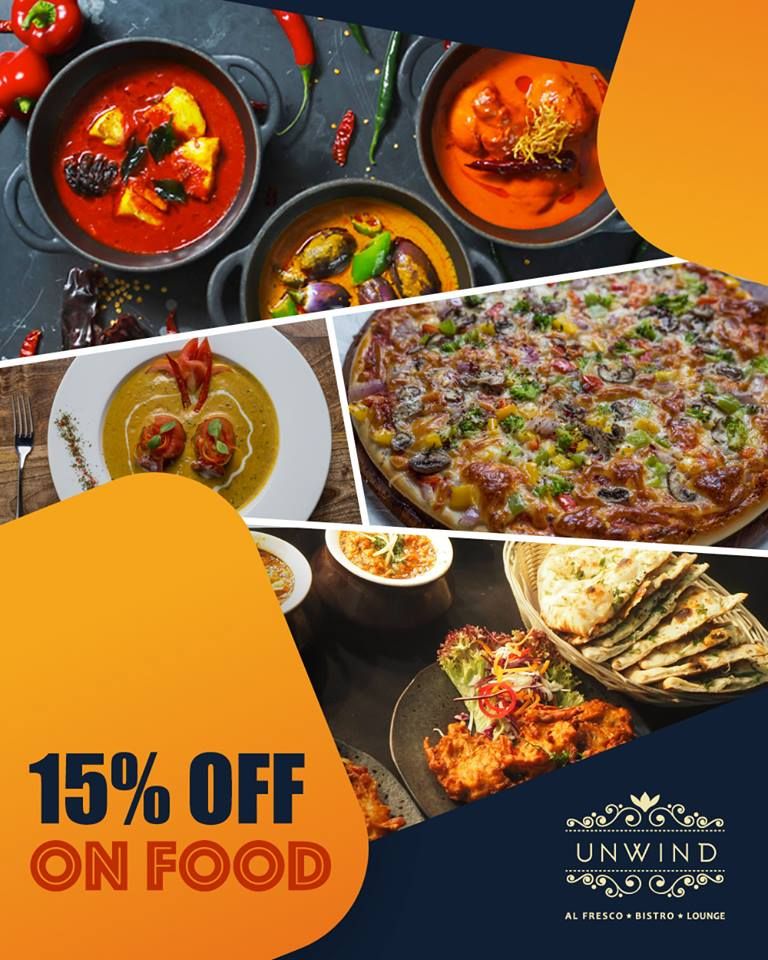 15% OFF
ON FOOD
UNWIND
AL FRESCO ★ BISTRO ★ LOUNGE